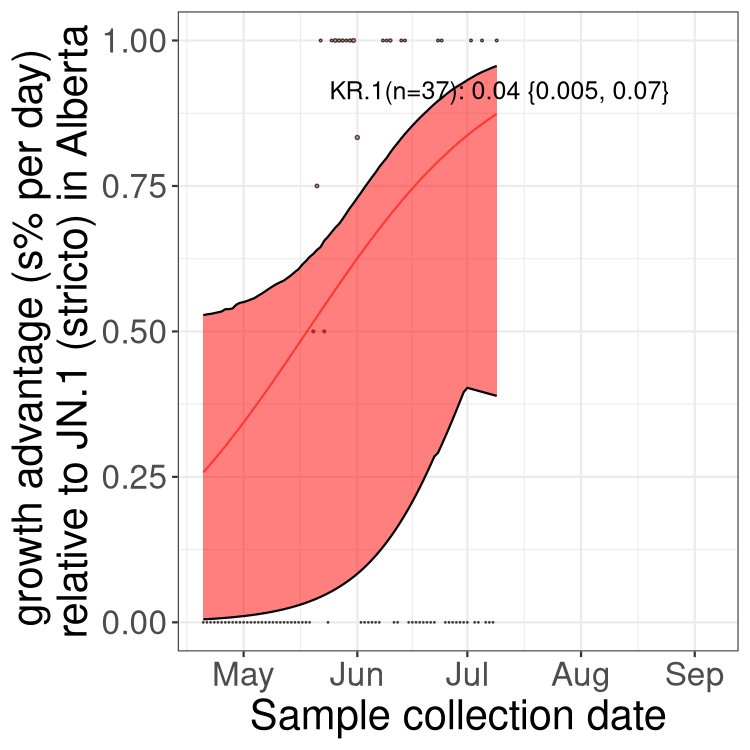 growth advantage (s% per day)
relative to JN.1 (stricto) in Alberta
1.00
0.75
0.50
0.25
0.00
KR.1(n=37): 0.04 {0.005, 0.07}
May Jun Jul Aug Sep
Sample collection date